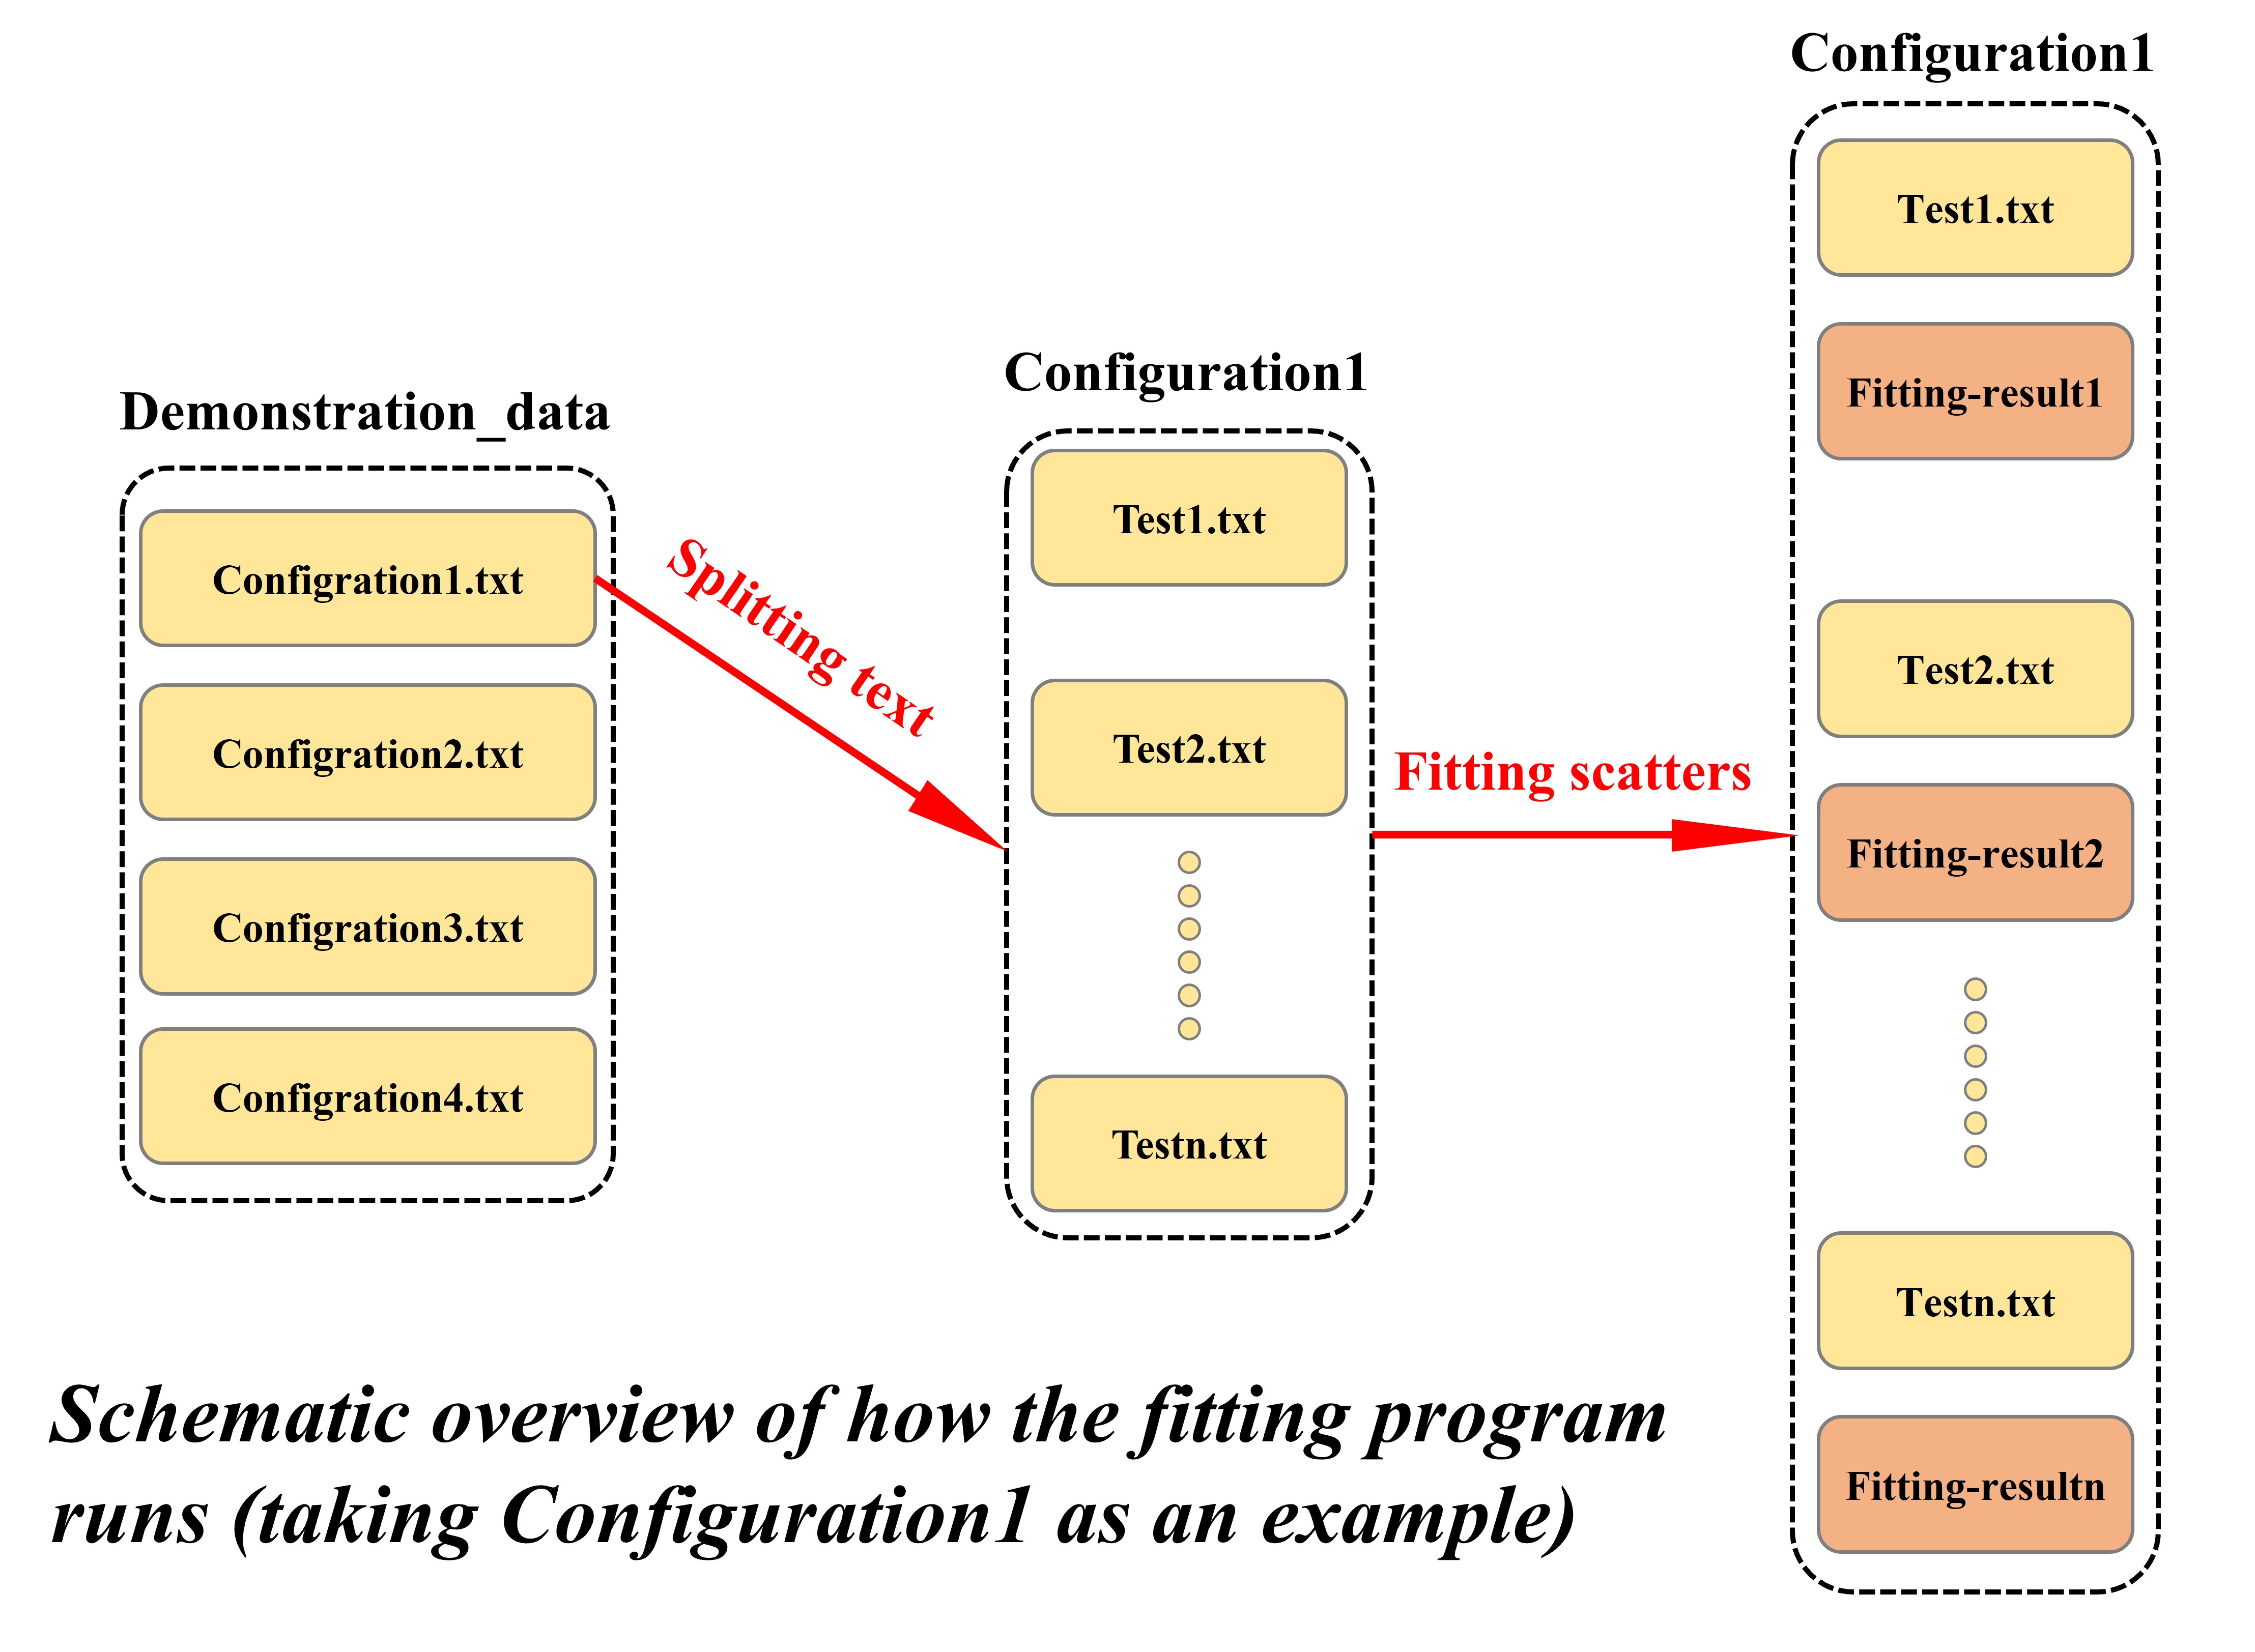 Demonstration_data
Configration1.txt
Configration2.txt
Configration3.txt
Configration4.txt
Splitting text
Configuration1
Test1.txt
Test2.txt
Testn.txt
Fitting scatters
Configuration1
Test1.txt
Fitting-result1
Test2.txt
Fitting-result2
Testn.txt
Fitting-resultn
Schematic overview of how the fitting program
runs (taking Configuration1 as an example)